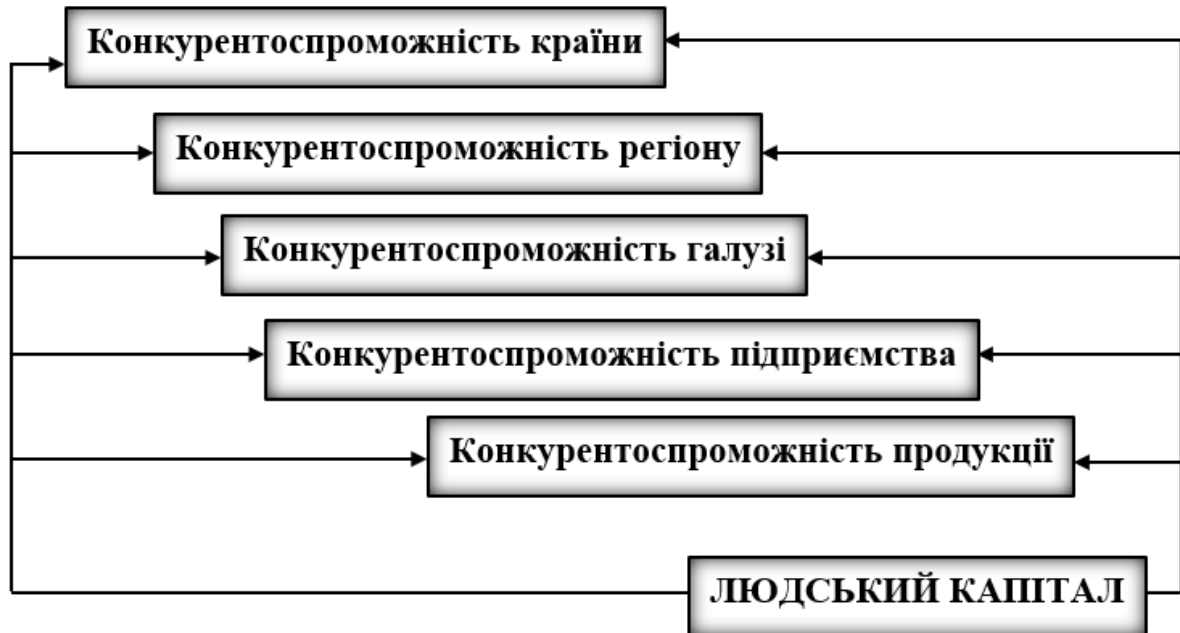 Конкурентоспроможність країни
Конкурентоспроможність регіону
Конкурентоспроможність галузі
Конкурентоспроможність підприємства
Конкурентоспроможність продукції
ЛЮДСЬКИЙ КАПІТАЛ